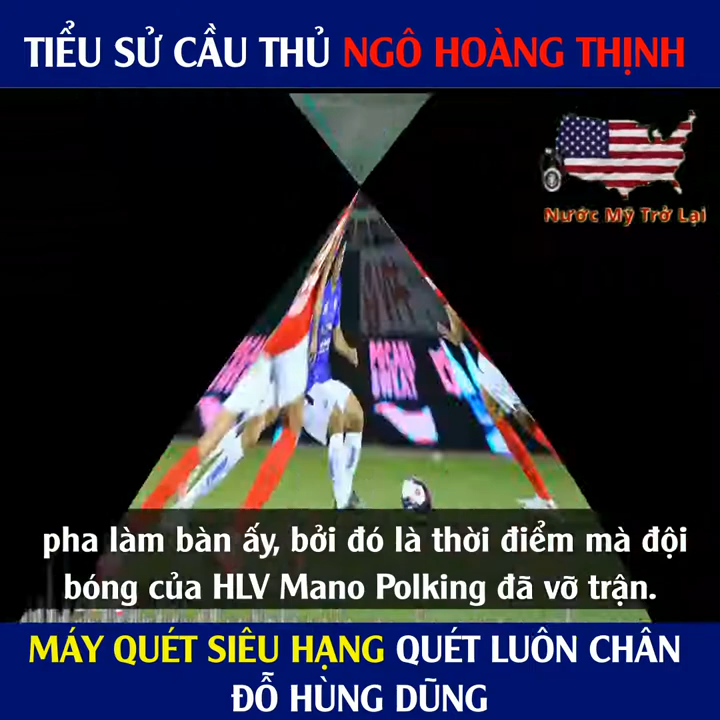 TIỂU SỬ CẦU THỦ NGÔ HOÀNG THỊNH
Nước Mỹ Trở Lại
pha làm bàn ấy, bởi đó là thời điểm mà đội
bóng của HLV Mano Polking đã vỡ trận.
MÁY QUÉT SIÊU HẠNG QUÉT LUÔN CHÂN
ĐỖ HÙNG DŨNG